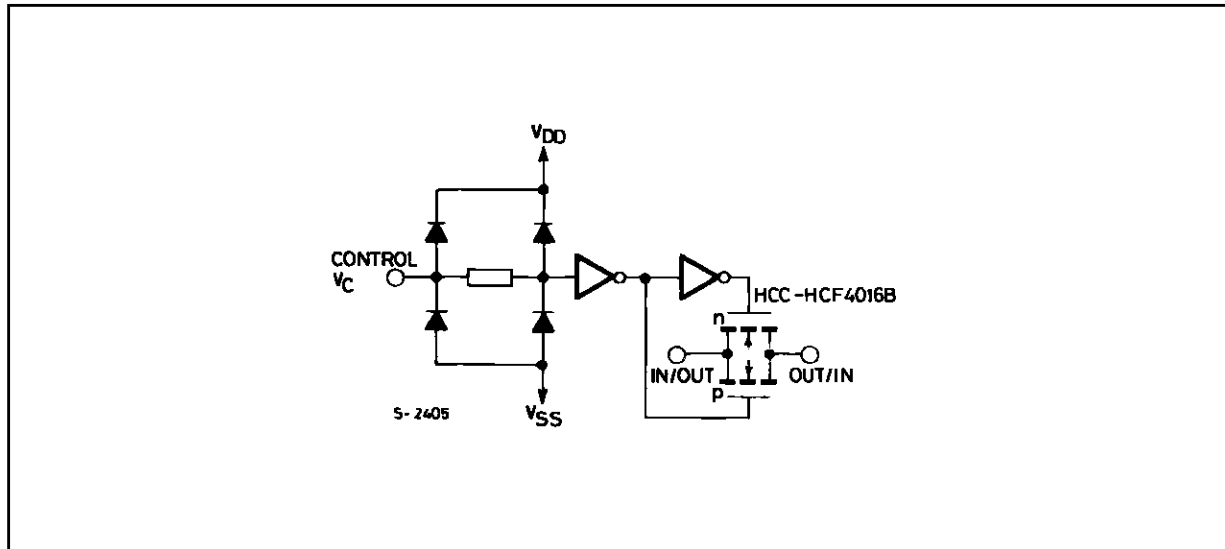 VDD
CONTROL
VC
HCC-HCF4016B
n
IN/OUT
OUT/IN
p
S-2405
VSS